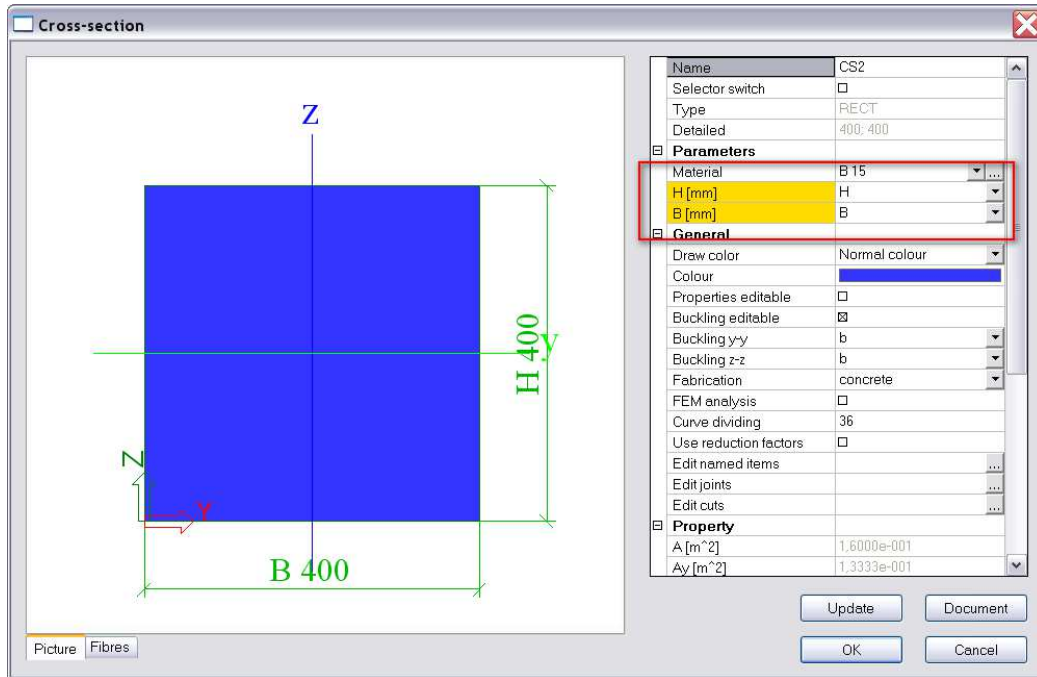 Cross-section
Z
H 400
y
Z
Y
B 400
Picture Fibres
Name CS2
Selector switch
Type RECT
Detailed 400; 400
Parameters
Material B 15 ...
H [mm] H
B [mm] B
General
Draw color Normal colour
Colour
Properties editable
Buckling editable
Buckling y-y b
Buckling z-z b
Fabrication concrete
FEM analysis
Curve dividing 36
Use reduction factors
Edit named items ...
Edit joints ...
Edit cuts ...
Property
A [m^2] 1,6000e-001
Ay [m^2] 1,3333e-001
Update Document
OK Cancel